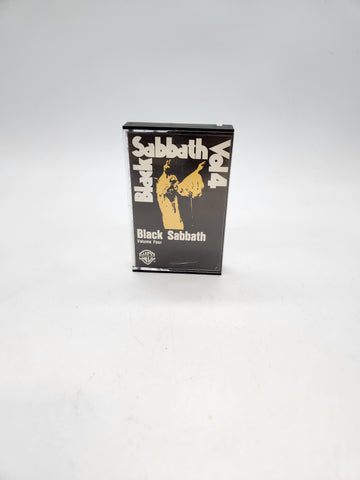 Black
Sabbath
Vol 4
Black Sabbath
Volume Four